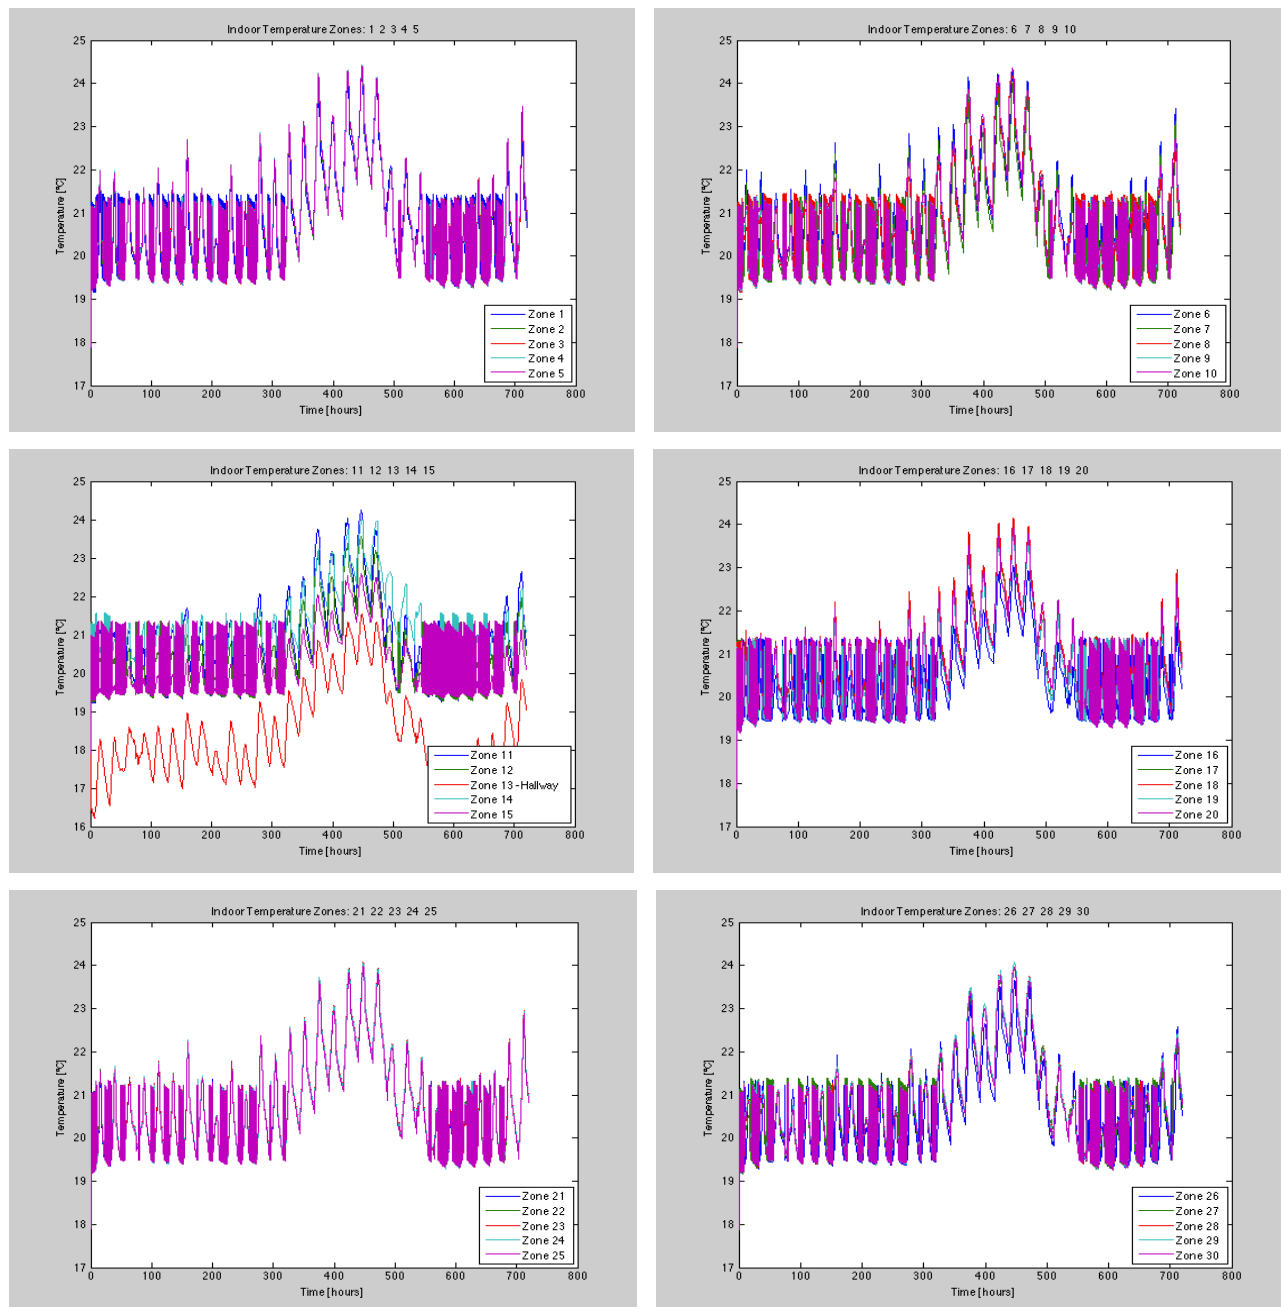 Indoor Temperature Zones: 1 2 3 4 5
25
24
23
22
21
20
19
18
17
Temperature [ºC]
0 100 200 300 400 500 600 700 800
Time [hours]
Zone 1
Zone 2
Zone 3
Zone 4
Zone 5
Indoor Temperature Zones: 6 7 8 9 10
25
24
23
22
21
20
19
18
17
Temperature [ºC]
0 100 200 300 400 500 600 700 800
Time [hours]
Zone 6
Zone 7
Zone 8
Zone 9
Zone 10
Indoor Temperature Zones: 11 12 13 14 15
25
24
23
22
21
20
19
18
17
16
Temperature [ºC]
0 100 200 300 400 500 600 700 800
Time [hours]
Zone 11
Zone 12
Zone 13 -Hallway
Zone 14
Zone 15
Indoor Temperature Zones: 16 17 18 19 20
25
24
23
22
21
20
19
18
17
Temperature [ºC]
0 100 200 300 400 500 600 700 800
Time [hours]
Zone 16
Zone 17
Zone 18
Zone 19
Zone 20
Indoor Temperature Zones: 21 22 23 24 25
25
24
23
22
21
20
19
18
17
Temperature [ºC]
0 100 200 300 400 500 600 700 800
Time [hours]
Zone 21
Zone 22
Zone 23
Zone 24
Zone 25
Indoor Temperature Zones: 26 27 28 29 30
25
24
23
22
21
20
19
18
17
Temperature [ºC]
0 100 200 300 400 500 600 700 800
Time [hours]
Zone 26
Zone 27
Zone 28
Zone 29
Zone 30